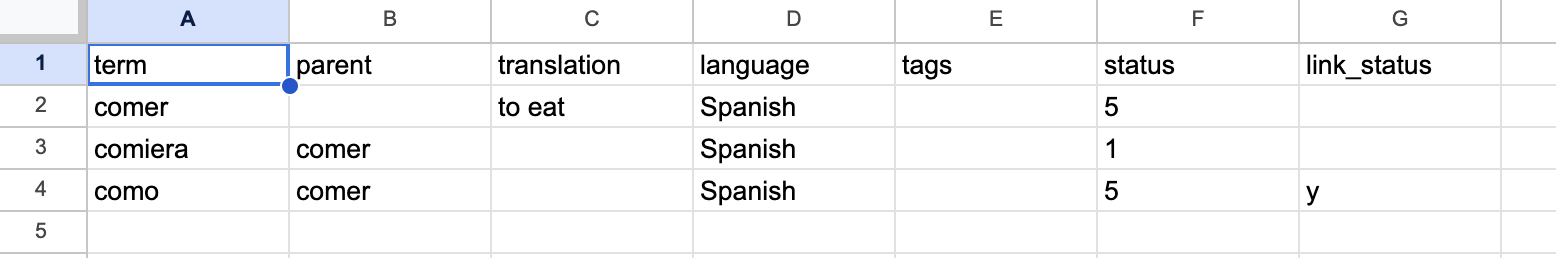 A B C D E F G
1 term parent translation language tags status link_status
2 comer to eat Spanish 5
3 comiera comer Spanish 1
4 como comer Spanish 5 y
5